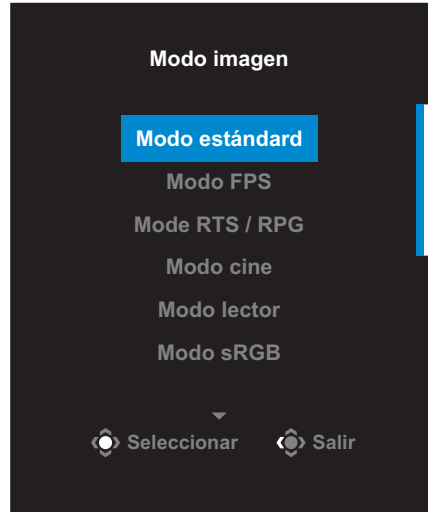 Modo imagen
Modo estándard
Modo FPS
Mode RTS / RPG
Modo cine
Modo lector
Modo sRGB
Seleccionar Salir